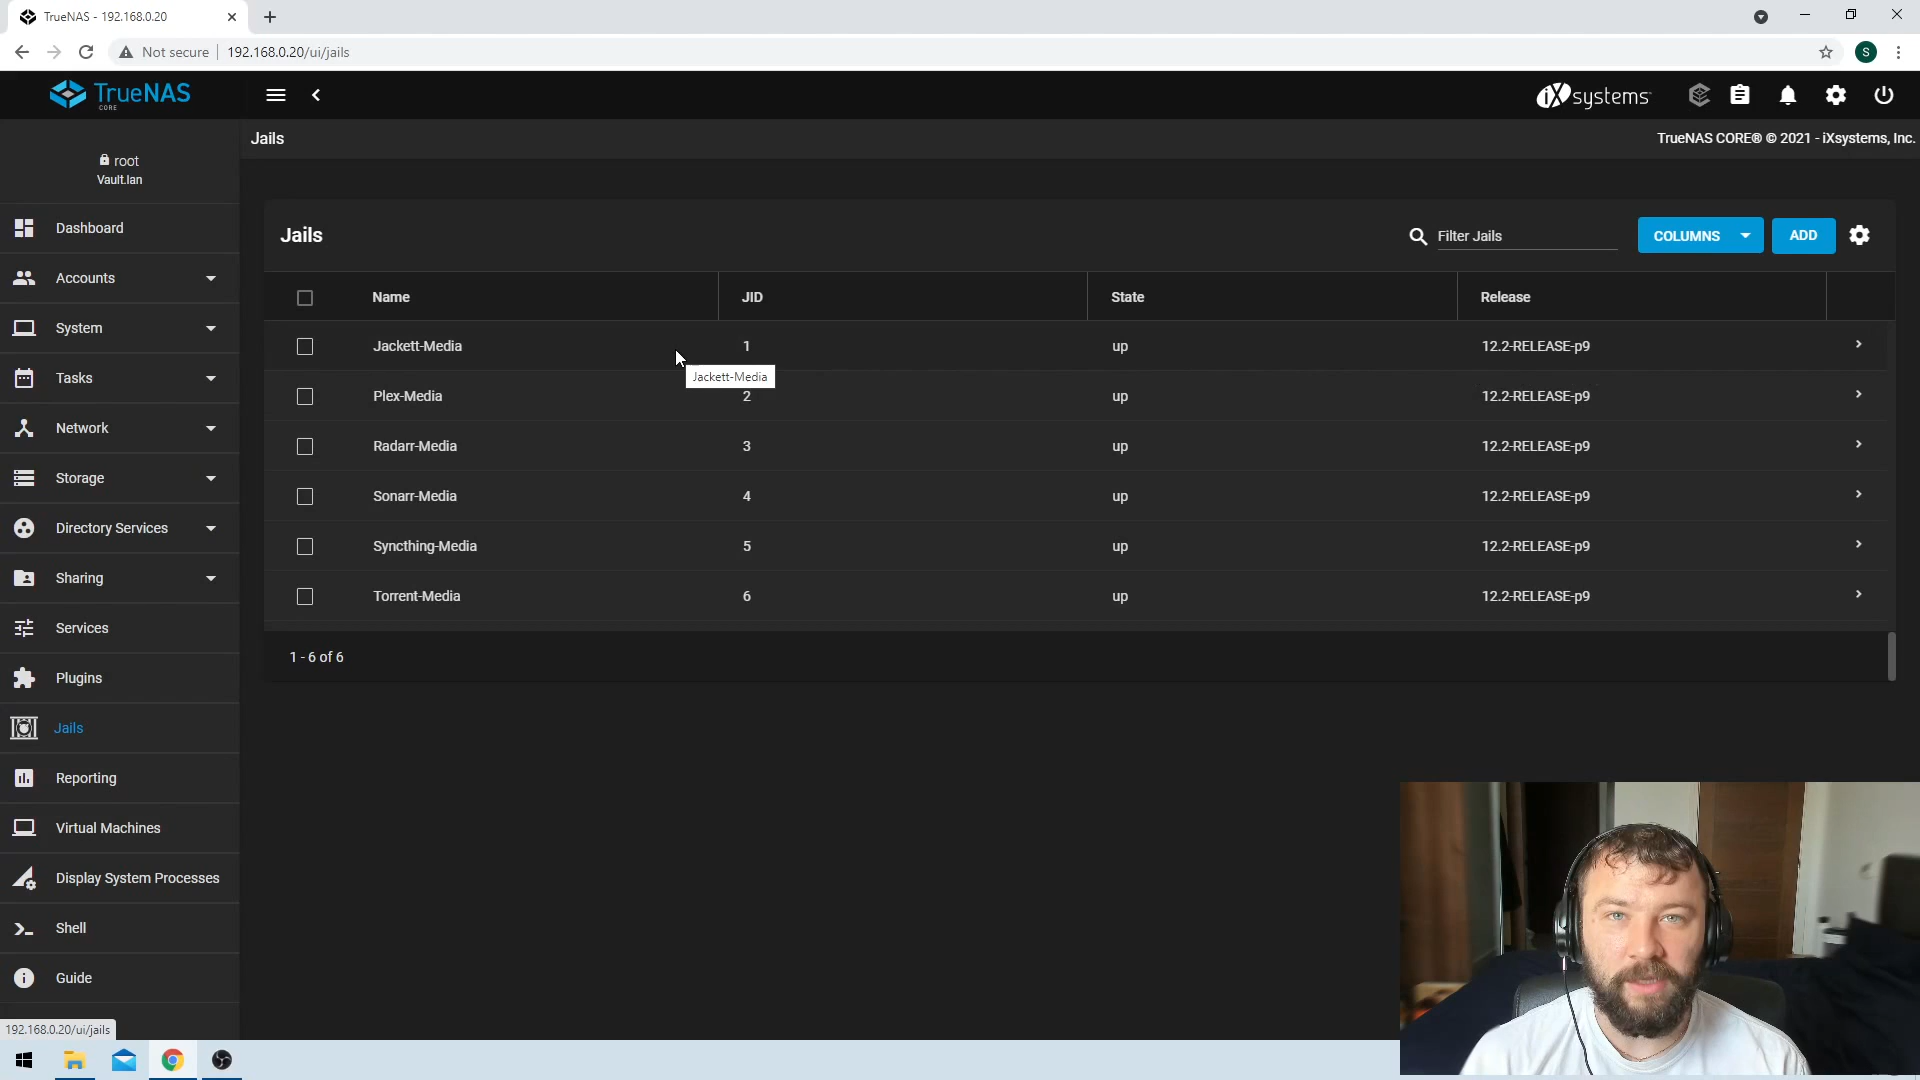 TrueNAS - 192.168.0.20
Not secure 192.168.0.20/ui/jails
S
TrueNAS
CORE
iXsystems
root
Vault.lan
Jails
TrueNAS CORE® © 2021 - iXsystems, Inc.
Dashboard
Accounts
System
Tasks
Network
Storage
Directory Services
Sharing
Services
Plugins
Jails
Reporting
Virtual Machines
Display System Processes
Shell
Guide
Jails
Filter Jails
COLUMNS
ADD
Name JID State Release
Jackett-Media 1 up 12.2-RELEASE-p9
Jackett-Media
Plex-Media 2 up 12.2-RELEASE-p9
Radarr-Media 3 up 12.2-RELEASE-p9
Sonarr-Media 4 up 12.2-RELEASE-p9
Syncthing-Media 5 up 12.2-RELEASE-p9
Torrent-Media 6 up 12.2-RELEASE-p9
1 - 6 of 6
192.168.0.20/ui/jails